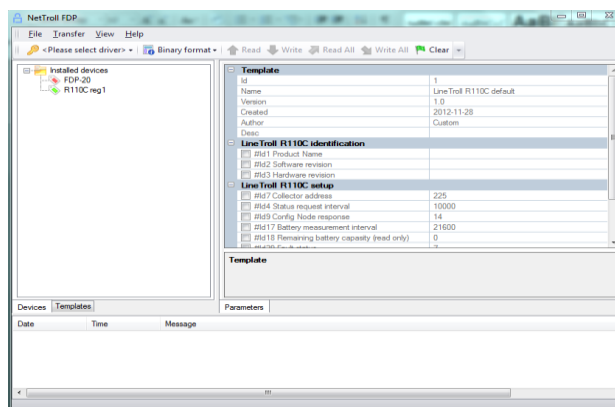 NetTroll FDP
File Transfer View Help
<Please select driver> Binary format Read Write Read All Write All Clear
Installed devices
FDP-20
R110C reg1
Template
Id 1
Name LineTroll R110C default
Version 1.0
Created 2012-11-28
Author Custom
Desc
LineTroll R110C identification
#Id1 Product Name
#Id2 Software revision
#Id3 Hardware revision
LineTroll R110C setup
#Id7 Collector address 225
#Id4 Status request interval 10000
#Id9 Config Node response 14
#Id17 Battery measurement interval 21600
#Id18 Remaining battery capasity (read only) 0
Template
Devices Templates
Parameters
Date Time Message